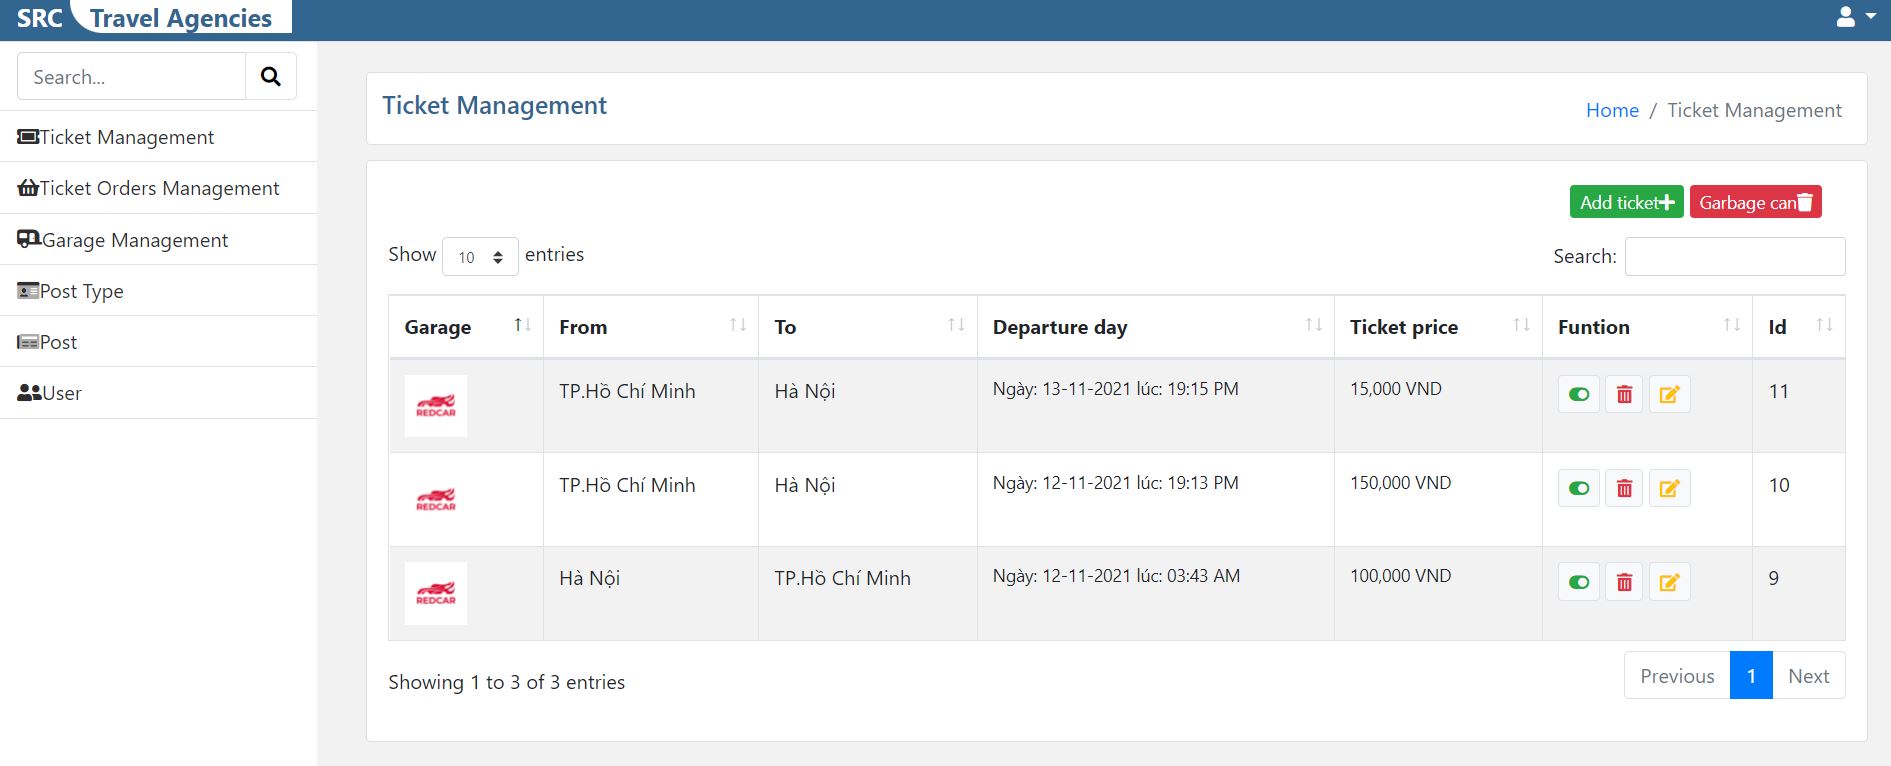 SRC Travel Agencies
Search...
Ticket Management
Ticket Orders Management
Garage Management
Post Type
Post
User
Ticket Management
Home / Ticket Management
Add ticket Garbage can
Show 10 entries Search:
Garage From To Departure day Ticket price Funtion Id
REDCAR TP.Hồ Chí Minh Hà Nội Ngày: 13-11-2021 lúc: 19:15 PM 15,000 VND 11
REDCAR TP.Hồ Chí Minh Hà Nội Ngày: 12-11-2021 lúc: 19:13 PM 150,000 VND 10
REDCAR Hà Nội TP.Hồ Chí Minh Ngày: 12-11-2021 lúc: 03:43 AM 100,000 VND 9
Showing 1 to 3 of 3 entries Previous 1 Next